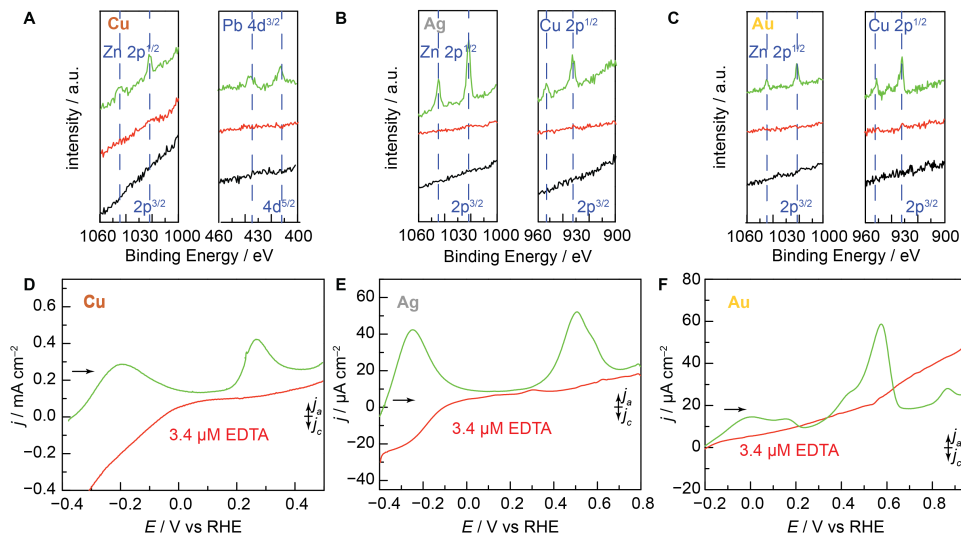 A
Cu
Zn 2p1/2
Pb 4d3/2
intensity / a.u.
2p3/2
4d5/2
1060 1030 1000
460 430 400
Binding Energy / eV
B
Ag
Zn 2p1/2
Cu 2p1/2
intensity / a.u.
2p3/2
2p3/2
1060 1030 1000
960 930 900
Binding Energy / eV
C
Au
Zn 2p1/2
Cu 2p1/2
intensity / a.u.
2p3/2
2p3/2
1060 1030 1000
960 930 900
Binding Energy / eV
D
Cu
0.6
0.4
0.2
0.0
-0.2
-0.4
j / mA cm−2
ja
jc
3.4 µM EDTA
-0.4 -0.2 0.0 0.2 0.4
E / V vs RHE
E
Ag
60
40
20
0
-20
-40
j / µA cm−2
ja
jc
3.4 µM EDTA
-0.4 -0.2 0.0 0.2 0.4 0.6 0.8
E / V vs RHE
F
Au
80
60
40
20
0
-20
j / µA cm−2
ja
jc
3.4 µM EDTA
-0.2 0.0 0.2 0.4 0.6 0.8
E / V vs RHE